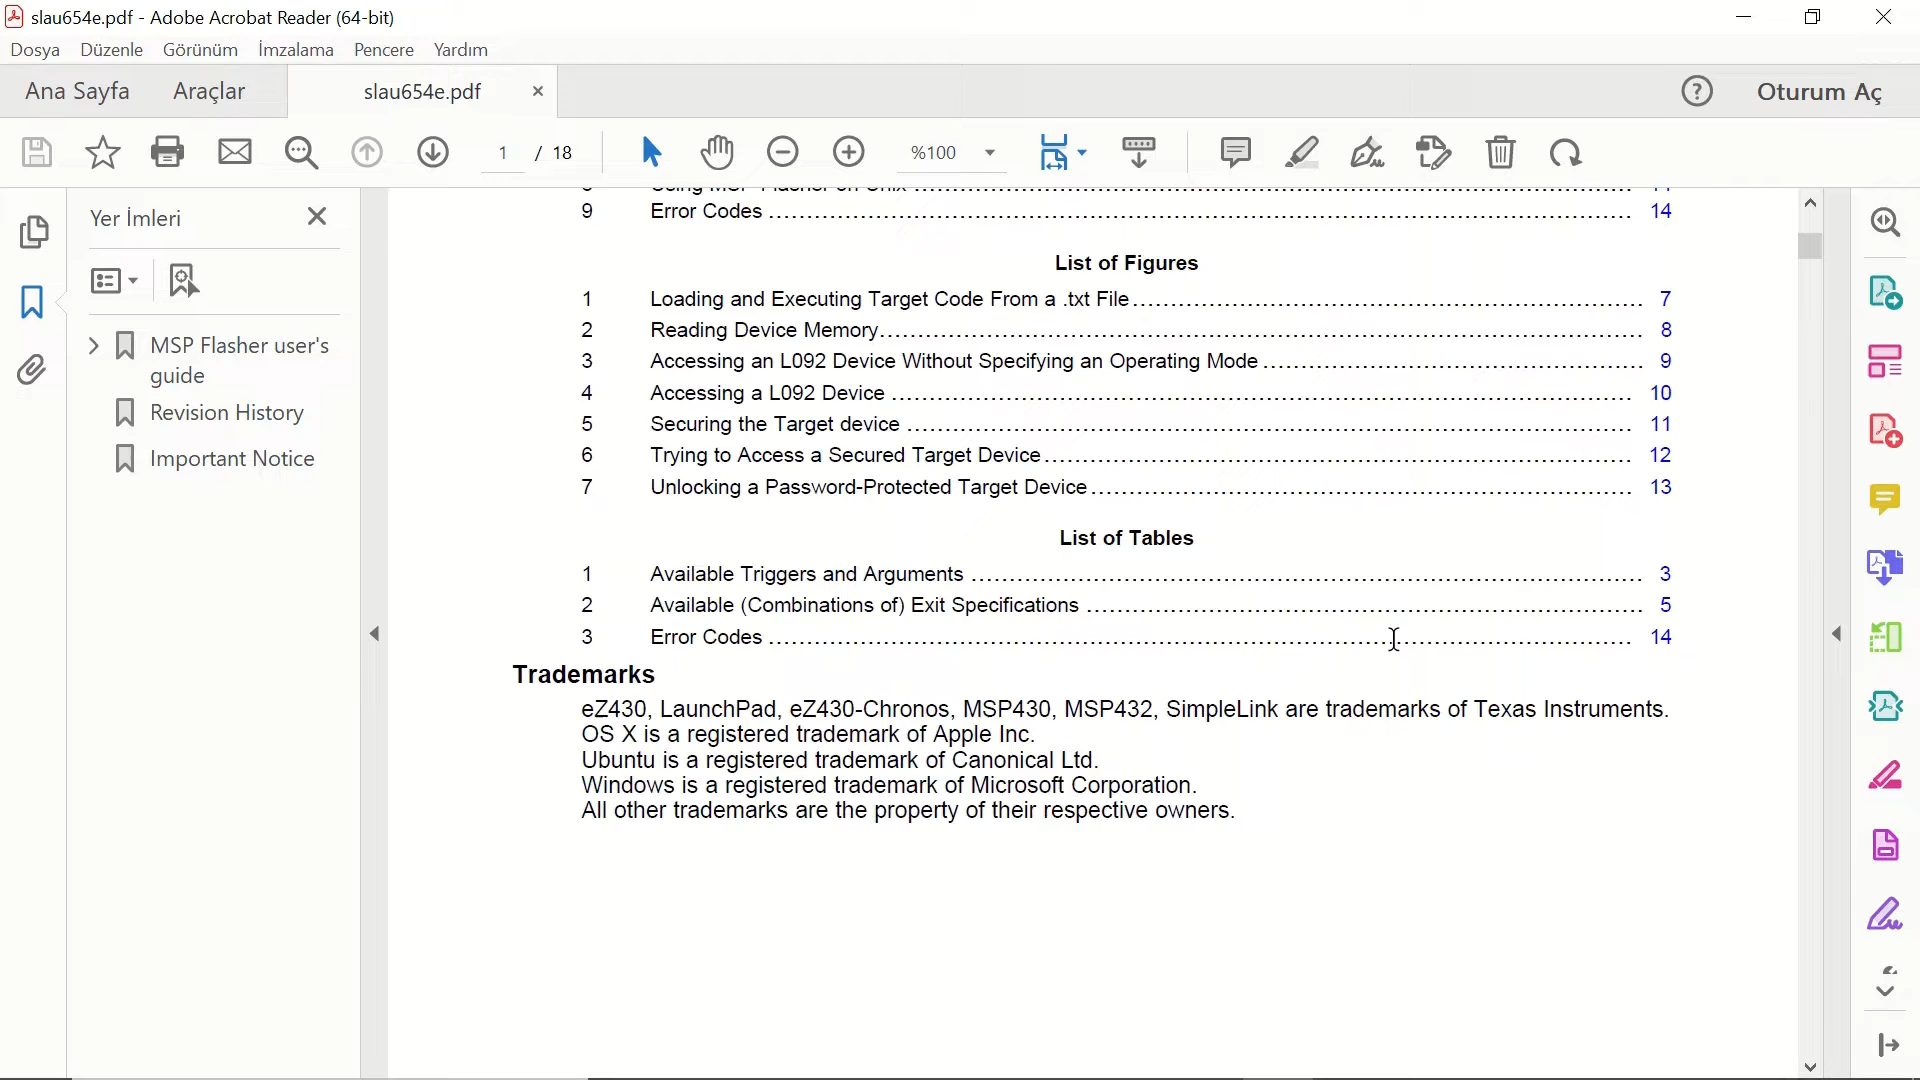 slau654e.pdf - Adobe Acrobat Reader (64-bit)
Dosya Düzenle Görünüm İmzalama Pencere Yardım
Ana Sayfa Araçlar slau654e.pdf × Oturum Aç
1 / 18 %100
Yer İmleri
MSP Flasher user's
guide
Revision History
Important Notice
9 Error Codes .......... 14
List of Figures
1 Loading and Executing Target Code From a .txt File.......... 7
2 Reading Device Memory.......... 8
3 Accessing an L092 Device Without Specifying an Operating Mode .......... 9
4 Accessing a L092 Device .......... 10
5 Securing the Target device .......... 11
6 Trying to Access a Secured Target Device.......... 12
7 Unlocking a Password-Protected Target Device.......... 13
List of Tables
1 Available Triggers and Arguments .......... 3
2 Available (Combinations of) Exit Specifications .......... 5
3 Error Codes .......... 14
Trademarks
eZ430, LaunchPad, eZ430-Chronos, MSP430, MSP432, SimpleLink are trademarks of Texas Instruments.
OS X is a registered trademark of Apple Inc.
Ubuntu is a registered trademark of Canonical Ltd.
Windows is a registered trademark of Microsoft Corporation.
All other trademarks are the property of their respective owners.